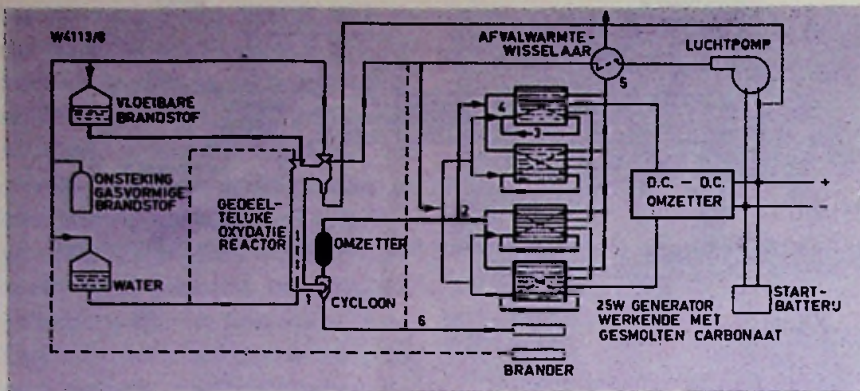 W4113/8
VLOEIBARE
BRANDSTOF
ONSTEKING
GASVORMIGE
BRANDSTOF
WATER
GEDEEL-
TELIJKE
OXYDATIE
REACTOR
OMZETTER
CYCLOON
AFVALWARMTE-
WISSELAAR
LUCHTPOMP
5
4
3
2
1
6
D.C. – D.C.
OMZETTER
+
–
START-
BATTERIJ
25W GENERATOR
WERKENDE MET
GESMOLTEN CARBONAAT
BRANDER